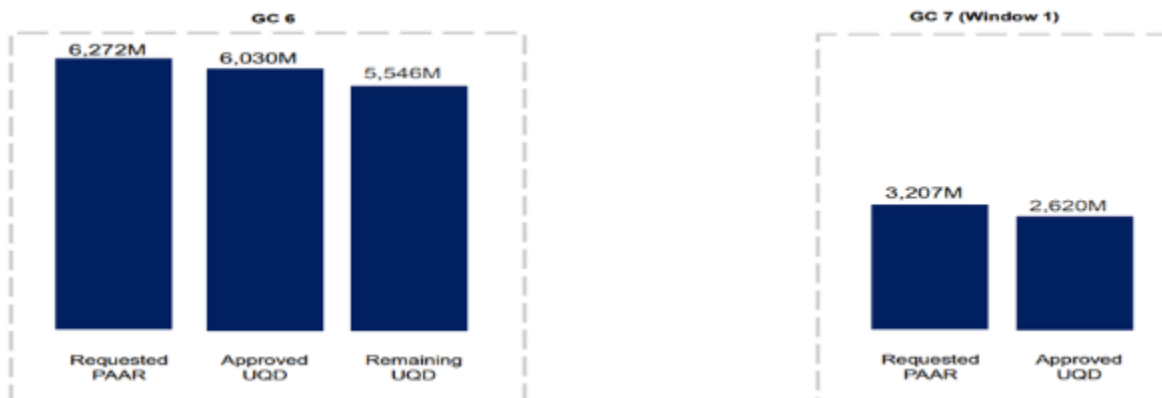 GC 6
6,272M
6,030M
5,546M
Requested
PAAR
Approved
UQD
Remaining
UQD
GC 7 (Window 1)
3,207M
2,620M
Requested
PAAR
Approved
UQD